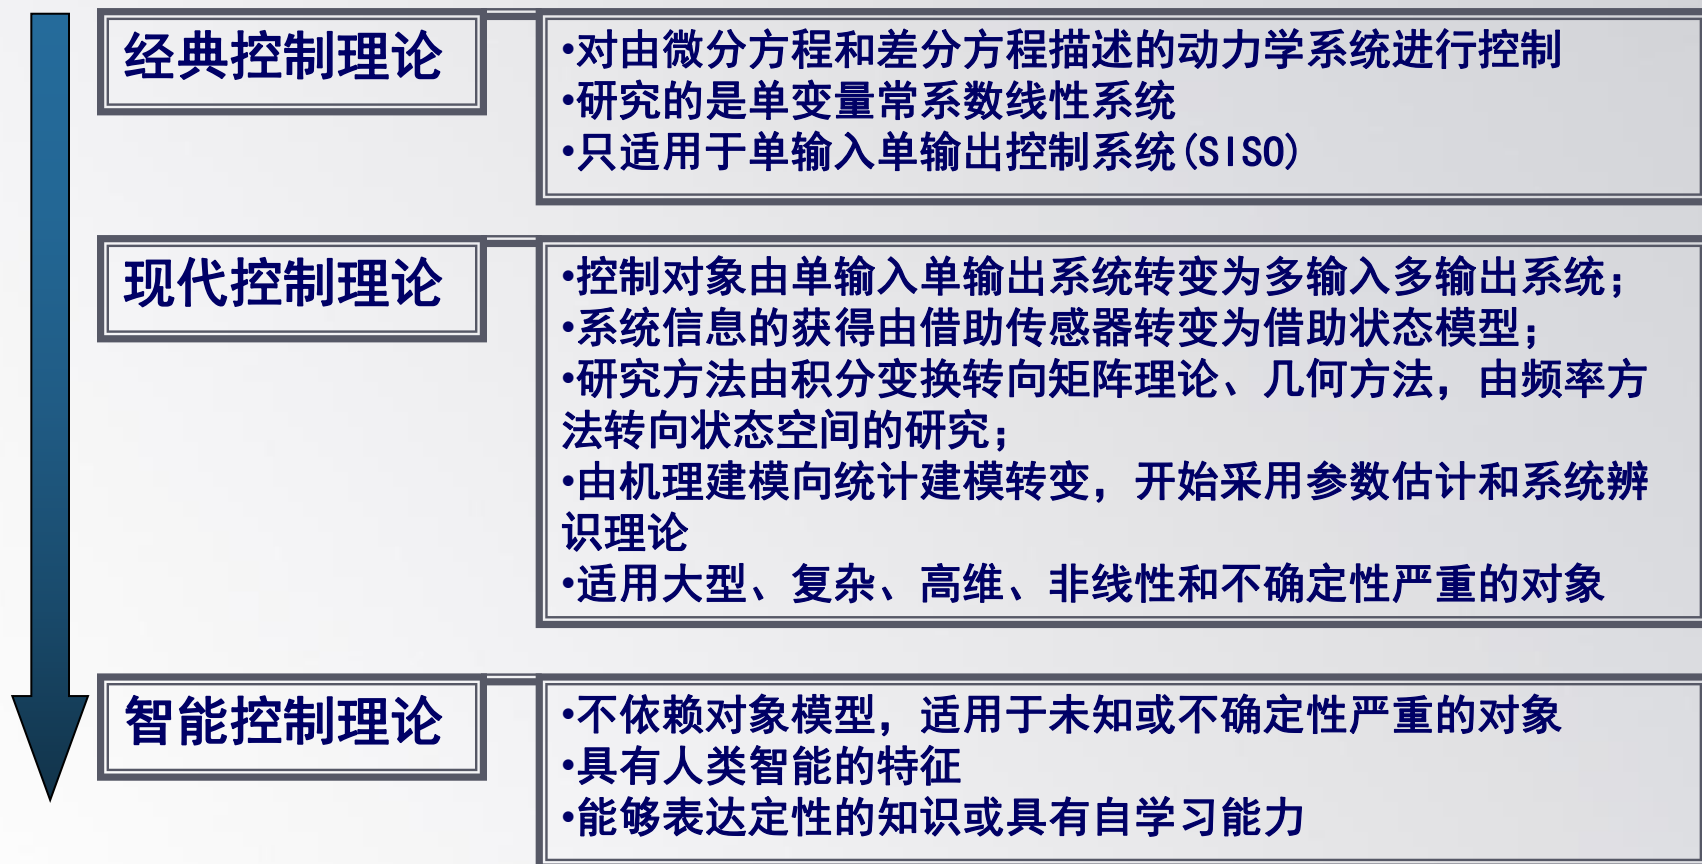 经典控制理论
•对由微分方程和差分方程描述的动力学系统进行控制
•研究的是单变量常系数线性系统
•只适用于单输入单输出控制系统(SISO)
现代控制理论
•控制对象由单输入单输出系统转变为多输入多输出系统；
•系统信息的获得由借助传感器转变为借助状态模型；
•研究方法由积分变换转向矩阵理论、几何方法，由频率方
法转向状态空间的研究；
•由机理建模向统计建模转变，开始采用参数估计和系统辨
识理论
•适用大型、复杂、高维、非线性和不确定性严重的对象
智能控制理论
•不依赖对象模型，适用于未知或不确定性严重的对象
•具有人类智能的特征
•能够表达定性的知识或具有自学习能力